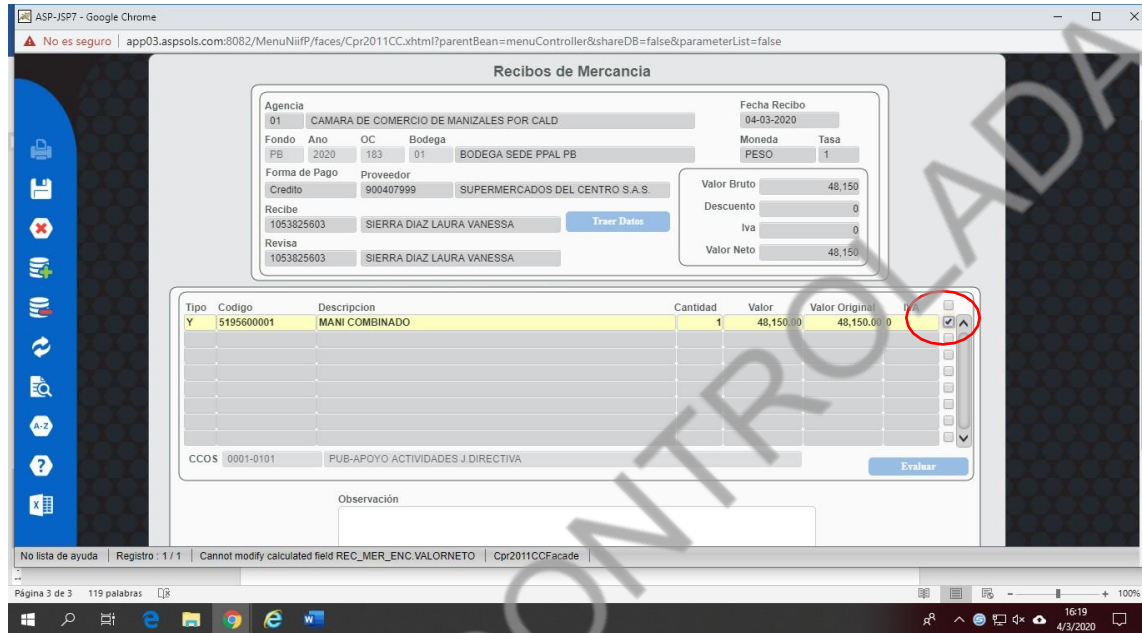 ASP-JSP7 - Google Chrome
No es seguro | app03.aspsols.com:8082/MenuNiifP/faces/Cpr2011CC.xhtml?parentBean=menuController&shareDB=false&parameterList=false
Recibos de Mercancia
Agencia Fecha Recibo
01 CAMARA DE COMERCIO DE MANIZALES POR CALD 04-03-2020
Fondo Ano OC Bodega Moneda Tasa
PB 2020 183 01 BODEGA SEDE PPAL PB PESO 1
Forma de Pago Proveedor
Credito 900407999 SUPERMERCADOS DEL CENTRO S.A.S. Valor Bruto 48,150
Descuento 0
Recibe
1053825603 SIERRA DIAZ LAURA VANESSA Traer Datos Iva 0
Revisa
1053825603 SIERRA DIAZ LAURA VANESSA Valor Neto 48,150
Tipo Codigo Descripcion Cantidad Valor Valor Original IVA
Y 5195600001 MANI COMBINADO 1 48,150.00 48,150.00 0
CCOS 0001-0101 PUB-APOYO ACTIVIDADES J.DIRECTIVA
Evaluar
Observación
No lista de ayuda | Registro : 1 / 1 | Cannot modify calculated field REC_MER_ENC.VALORNETO | Cpr2011CCFacade
Página 3 de 3 119 palabras 100%
16:19
4/3/2020
A-Z
CONTROLADA